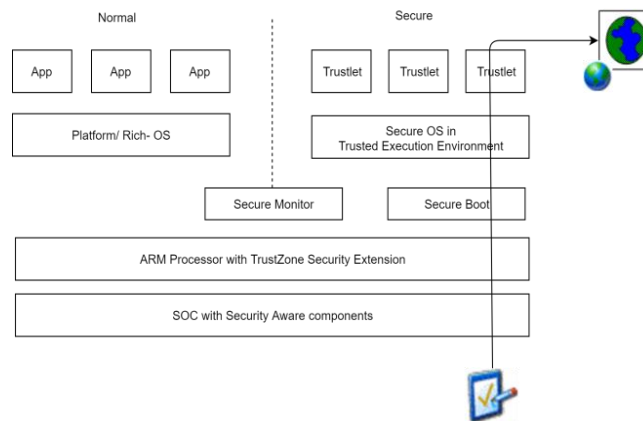 Normal
Secure
App
App
App
Trustlet
Trustlet
Trustlet
Platform/ Rich- OS
Secure OS in
Trusted Execution Environment
Secure Monitor
Secure Boot
ARM Processor with TrustZone Security Extension
SOC with Security Aware components